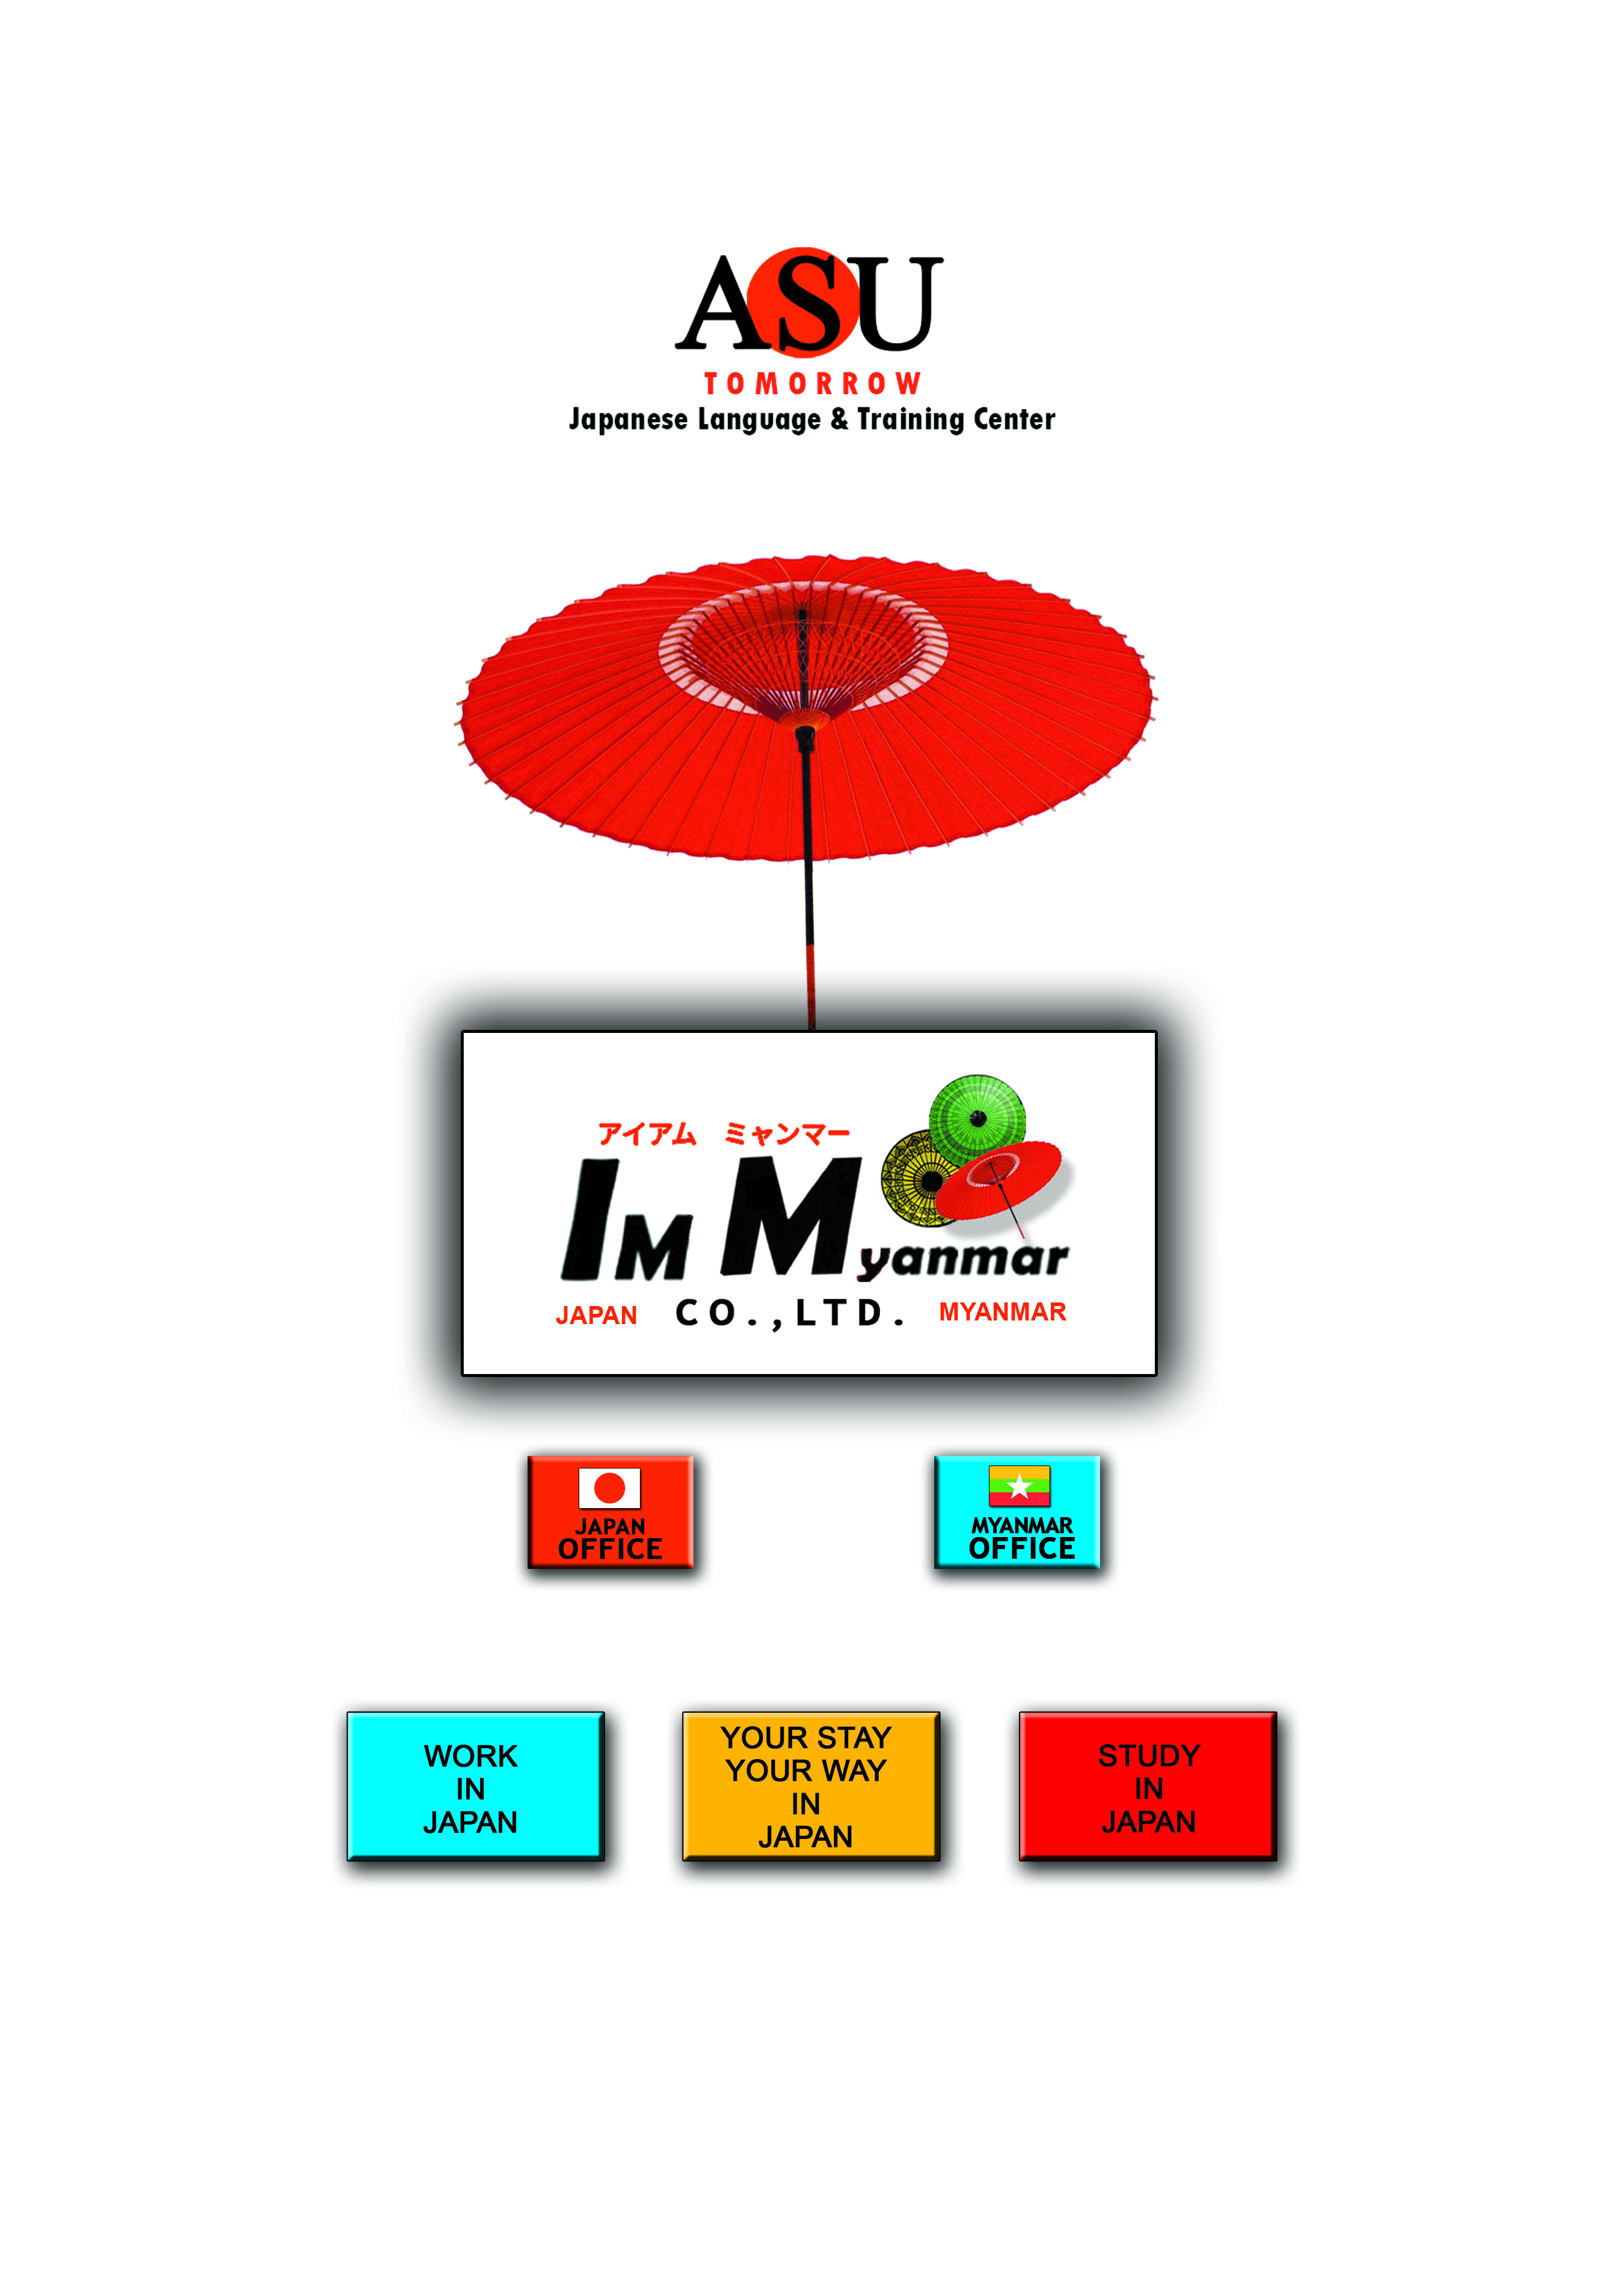 ASU
TOMORROW
Japanese Language & Training Center
アイアム ミャンマー
IM Myanmar
JAPAN CO.,LTD. MYANMAR
JAPAN
OFFICE
MYANMAR
OFFICE
WORK
IN
JAPAN
YOUR STAY
YOUR WAY
IN
JAPAN
STUDY
IN
JAPAN